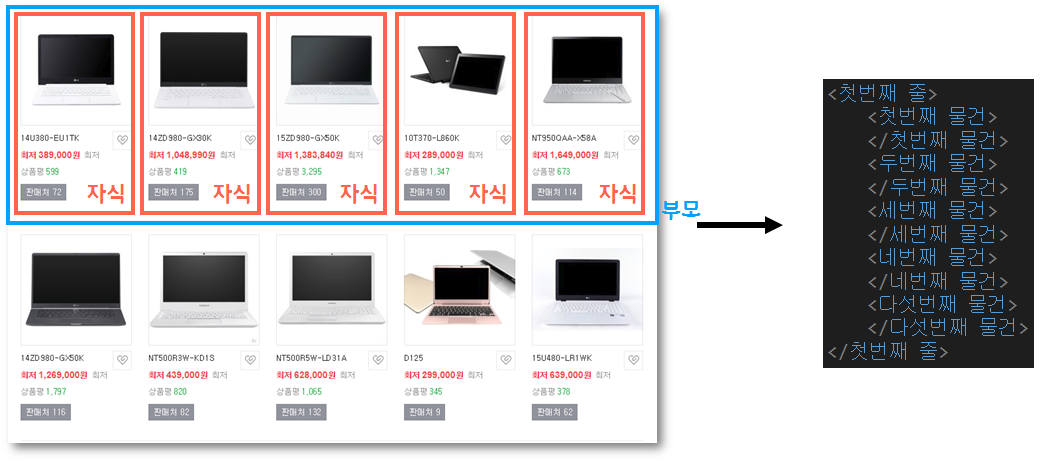 14U380-EU1TK
최저 389,000원 최저
상품평 599
판매처 72
자식
14ZD980-GX30K
최저 1,048,990원 최저
상품평 419
판매처 175
자식
15ZD980-GX50K
최저 1,383,840원 최저
상품평 3,295
판매처 300
자식
10T370-L860K
최저 289,000원 최저
상품평 1,347
판매처 50
자식
NT950QAA-X58A
최저 1,649,000원 최저
상품평 673
판매처 114
자식
부모
14ZD980-GX50K
최저 1,269,000원 최저
상품평 1,797
판매처 116
NT500R3W-KD1S
최저 439,000원 최저
상품평 820
판매처 82
NT500R5W-LD31A
최저 628,000원 최저
상품평 1,065
판매처 132
D125
최저 299,000원 최저
상품평 345
판매처 9
15U480-LR1WK
최저 639,000원 최저
상품평 378
판매처 62
<첫번째 줄>
<첫번째 물건>
</첫번째 물건>
<두번째 물건>
</두번째 물건>
<세번째 물건>
</세번째 물건>
<네번째 물건>
</네번째 물건>
<다섯번째 물건>
</다섯번째 물건>
</첫번째 줄>